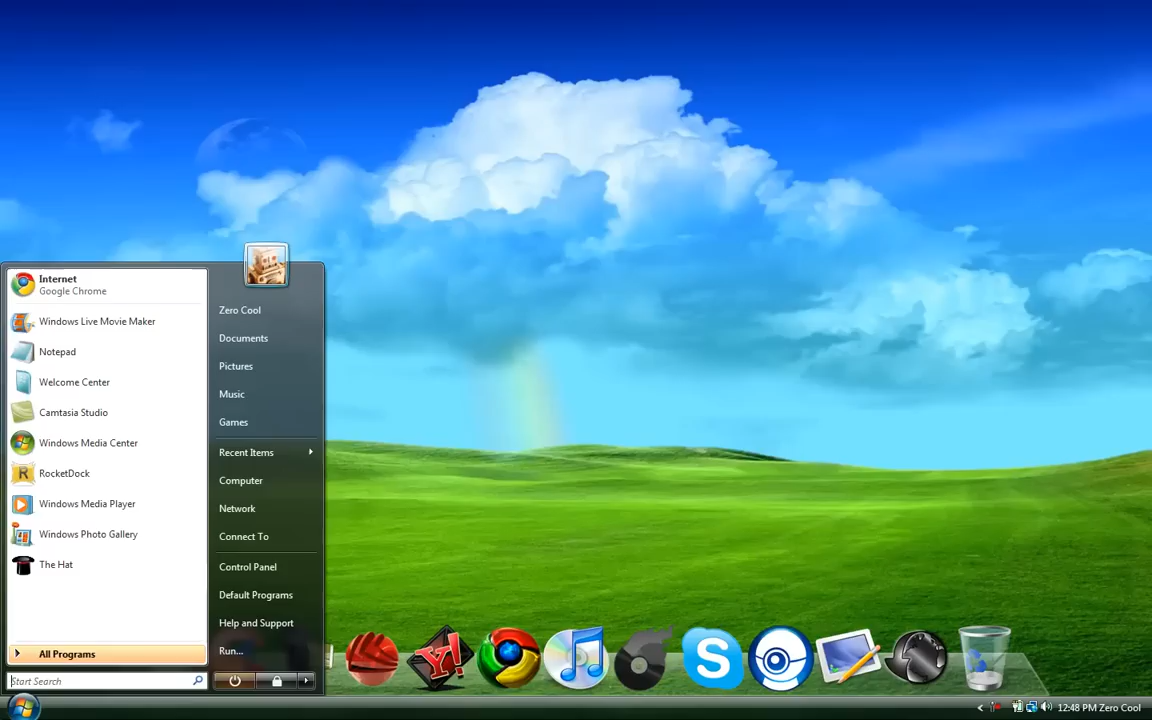 Internet
Google Chrome
Windows Live Movie Maker
Notepad
Welcome Center
Camtasia Studio
Windows Media Center
RocketDock
Windows Media Player
Windows Photo Gallery
The Hat
All Programs
Start Search
Zero Cool
Documents
Pictures
Music
Games
Recent Items
Computer
Network
Connect To
Control Panel
Default Programs
Help and Support
Run...
R
Y!
S
12:48 PM Zero Cool